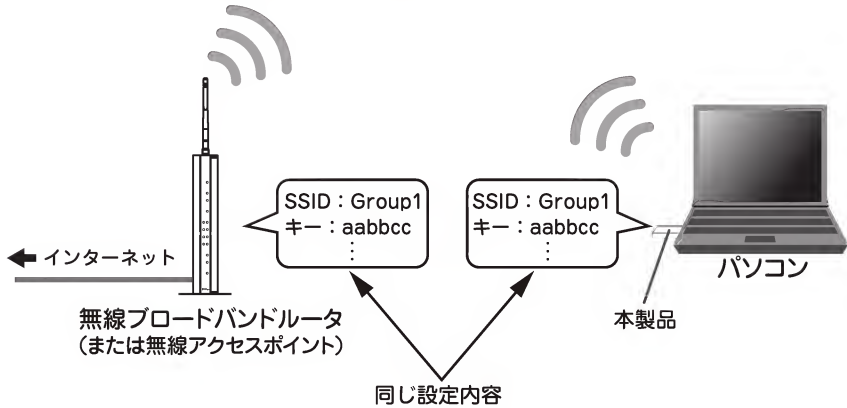 SSID：Group1
キー：aabbcc
⋮
SSID：Group1
キー：aabbcc
⋮
インターネット
無線ブロードバンドルータ
（または無線アクセスポイント）
パソコン
本製品
同じ設定内容